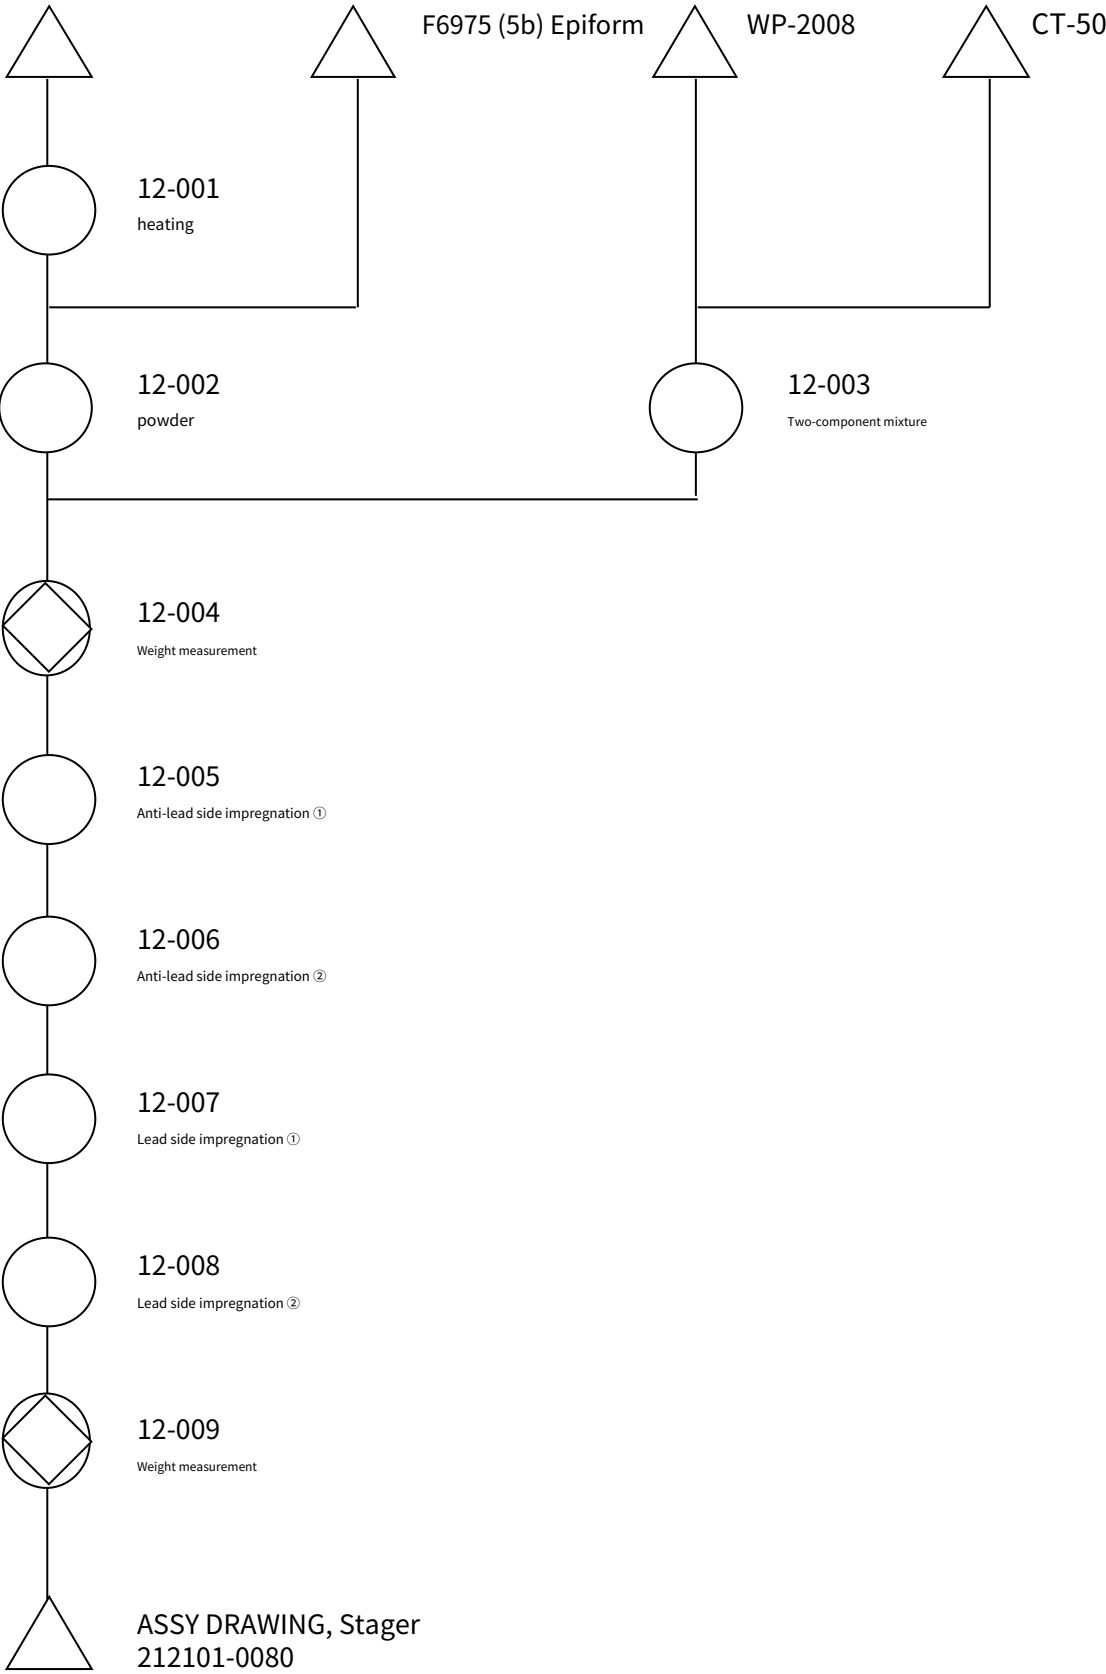 F6975 (5b) Epiform
WP-2008
CT-50
12-001
heating
12-002
powder
12-003
Two-component mixture
12-004
Weight measurement
12-005
Anti-lead side impregnation ①
12-006
Anti-lead side impregnation ②
12-007
Lead side impregnation ①
12-008
Lead side impregnation ②
12-009
Weight measurement
ASSY DRAWING, Stager
212101-0080